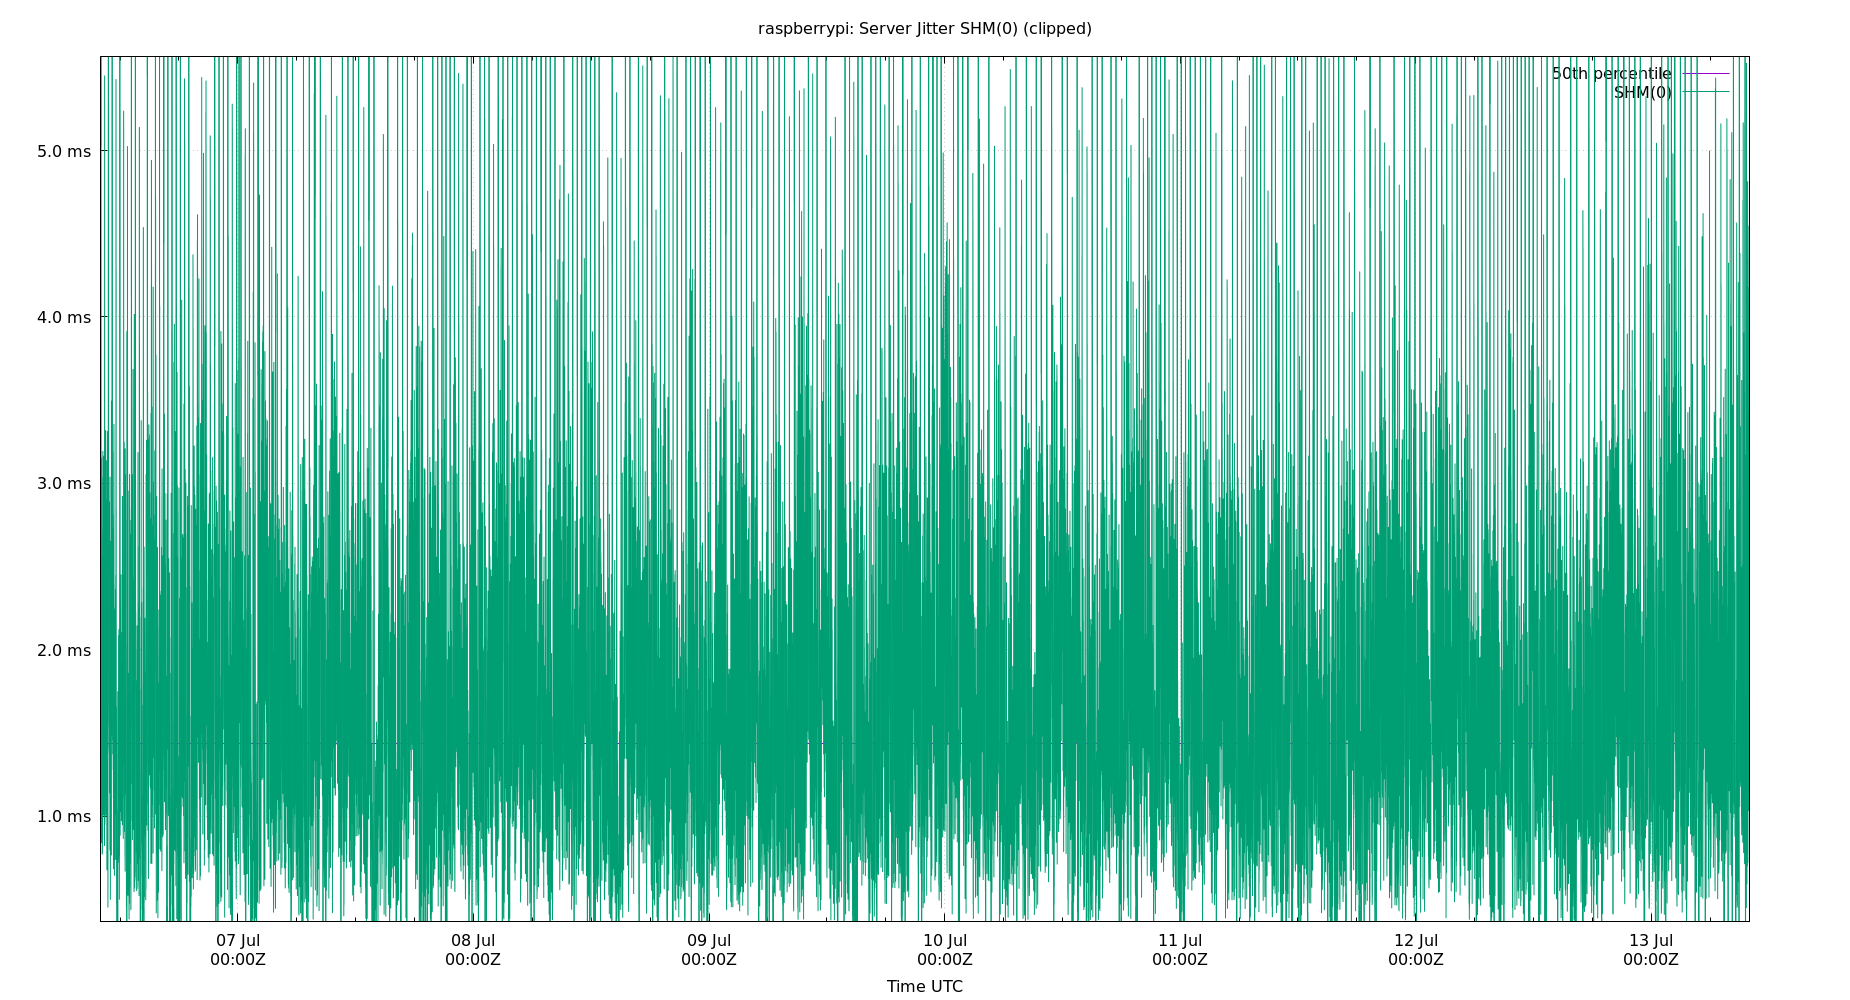 raspberrypi: Server Jitter SHM(0) (clipped)
50th percentile
SHM(0)
5.0 ms
4.0 ms
3.0 ms
2.0 ms
1.0 ms
07 Jul 08 Jul 09 Jul 10 Jul 11 Jul 12 Jul 13 Jul
00:00Z 00:00Z 00:00Z 00:00Z 00:00Z 00:00Z 00:00Z
Time UTC